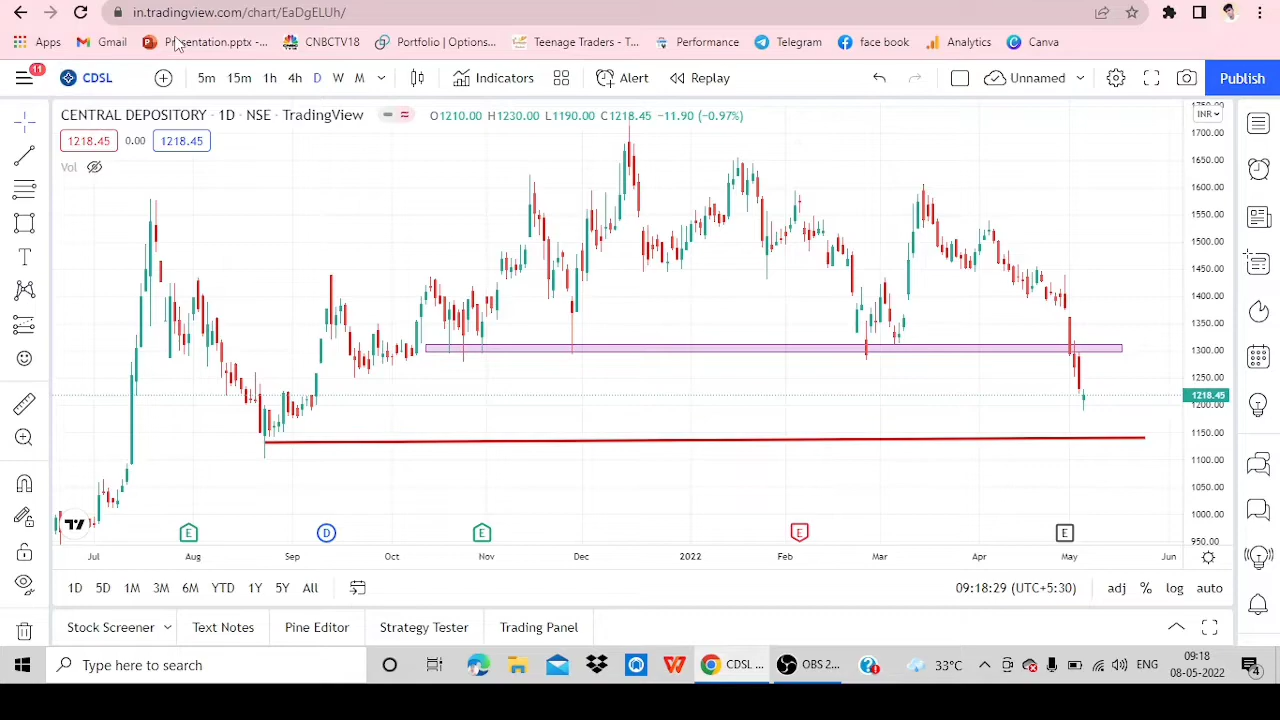 in.tradingview.com/chart/EaDgELUh/
Apps Gmail Presentation.pptx -... CNBCTV18 Portfolio | Options... Teenage Traders - T... Performance Telegram face book Analytics Canva
11 CDSL 5m 15m 1h 4h D W M Indicators Alert Replay Unnamed Publish
CENTRAL DEPOSITORY · 1D · NSE · TradingView O1210.00 H1230.00 L1190.00 C1218.45 −11.90 (−0.97%) INR
1218.45 0.00 1218.45
Vol
1700.00
1650.00
1600.00
1550.00
1500.00
1450.00
1400.00
1350.00
1300.00
1250.00
1218.45
1200.00
1150.00
1100.00
1050.00
1000.00
950.00
E D E E E
Jul Aug Sep Oct Nov Dec 2022 Feb Mar Apr May Jun
1D 5D 1M 3M 6M YTD 1Y 5Y All 09:18:29 (UTC+5:30) adj % log auto
Stock Screener Text Notes Pine Editor Strategy Tester Trading Panel
Type here to search CDSL ... OBS 2... 33°C ENG 09:18
08-05-2022 4